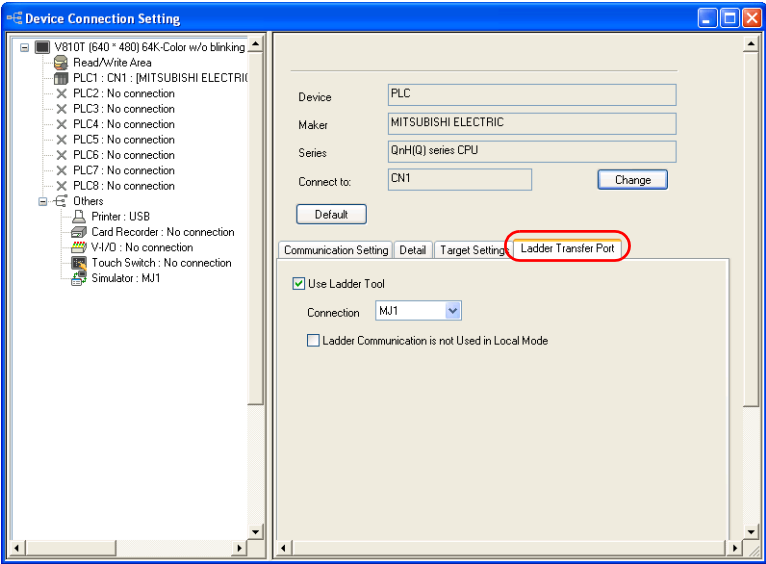 Device Connection Setting
V810T (640 * 480) 64K-Color w/o blinking
Read/Write Area
PLC1 : CN1 : [MITSUBISHI ELECTRI
PLC2 : No connection
PLC3 : No connection
PLC4 : No connection
PLC5 : No connection
PLC6 : No connection
PLC7 : No connection
PLC8 : No connection
Others
Printer : USB
Card Recorder : No connection
V-I/O : No connection
Touch Switch : No connection
Simulator : MJ1
Device PLC
Maker MITSUBISHI ELECTRIC
Series QnH(Q) series CPU
Connect to: CN1 Change
Default
Communication Setting Detail Target Settings Ladder Transfer Port
Use Ladder Tool
Connection MJ1
Ladder Communication is not Used in Local Mode